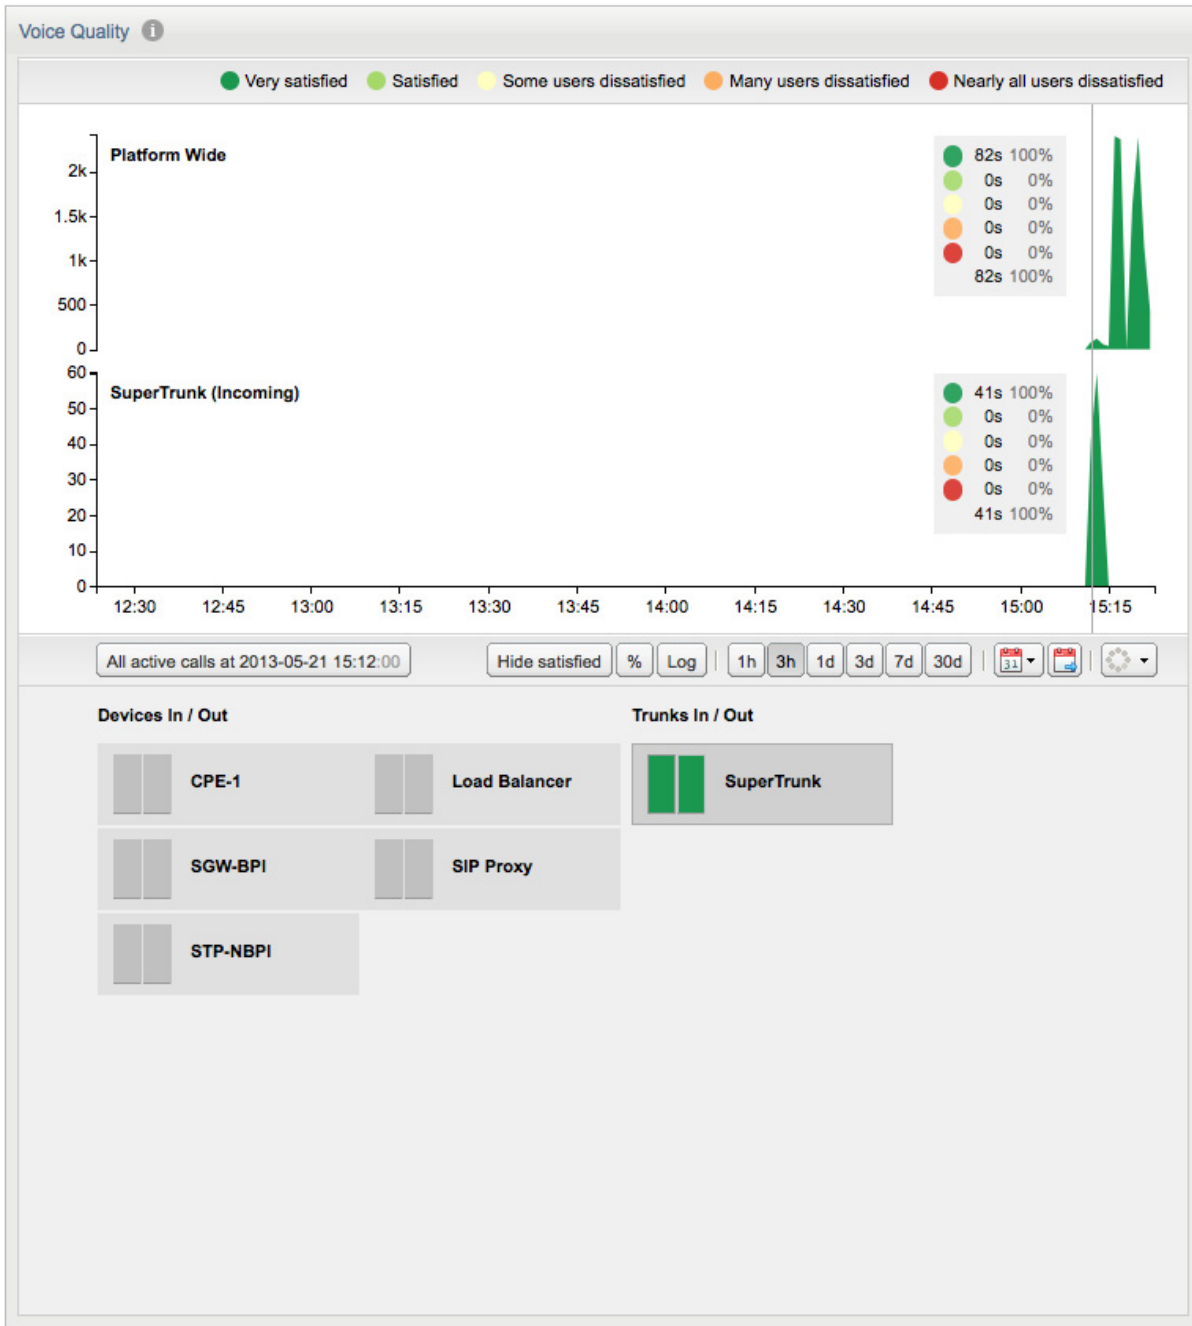 Voice Quality i
Very satisfied Satisfied Some users dissatisfied Many users dissatisfied Nearly all users dissatisfied
Platform Wide
2k
1.5k
1k
500
0
82s 100%
0s 0%
0s 0%
0s 0%
0s 0%
82s 100%
SuperTrunk (Incoming)
60
50
40
30
20
10
0
41s 100%
0s 0%
0s 0%
0s 0%
0s 0%
41s 100%
12:30 12:45 13:00 13:15 13:30 13:45 14:00 14:15 14:30 14:45 15:00 15:15
All active calls at 2013-05-21 15:12:00 Hide satisfied % Log 1h 3h 1d 3d 7d 30d 31
Devices In / Out Trunks In / Out
CPE-1 Load Balancer SuperTrunk
SGW-BPI SIP Proxy
STP-NBPI